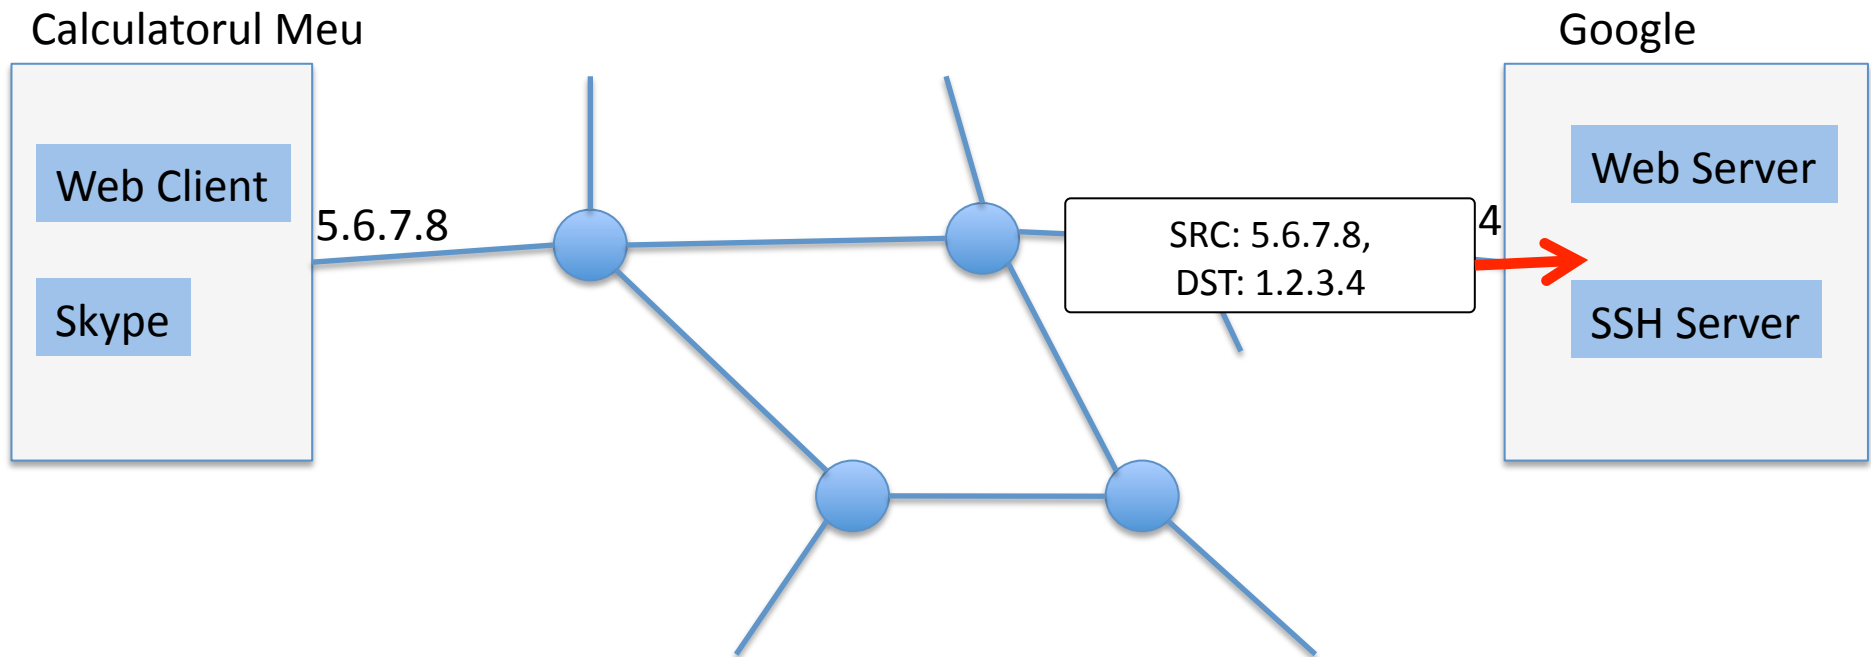 Calculatorul Meu
Google
Web Client
Skype
5.6.7.8
SRC: 5.6.7.8,
DST: 1.2.3.4
4
Web Server
SSH Server